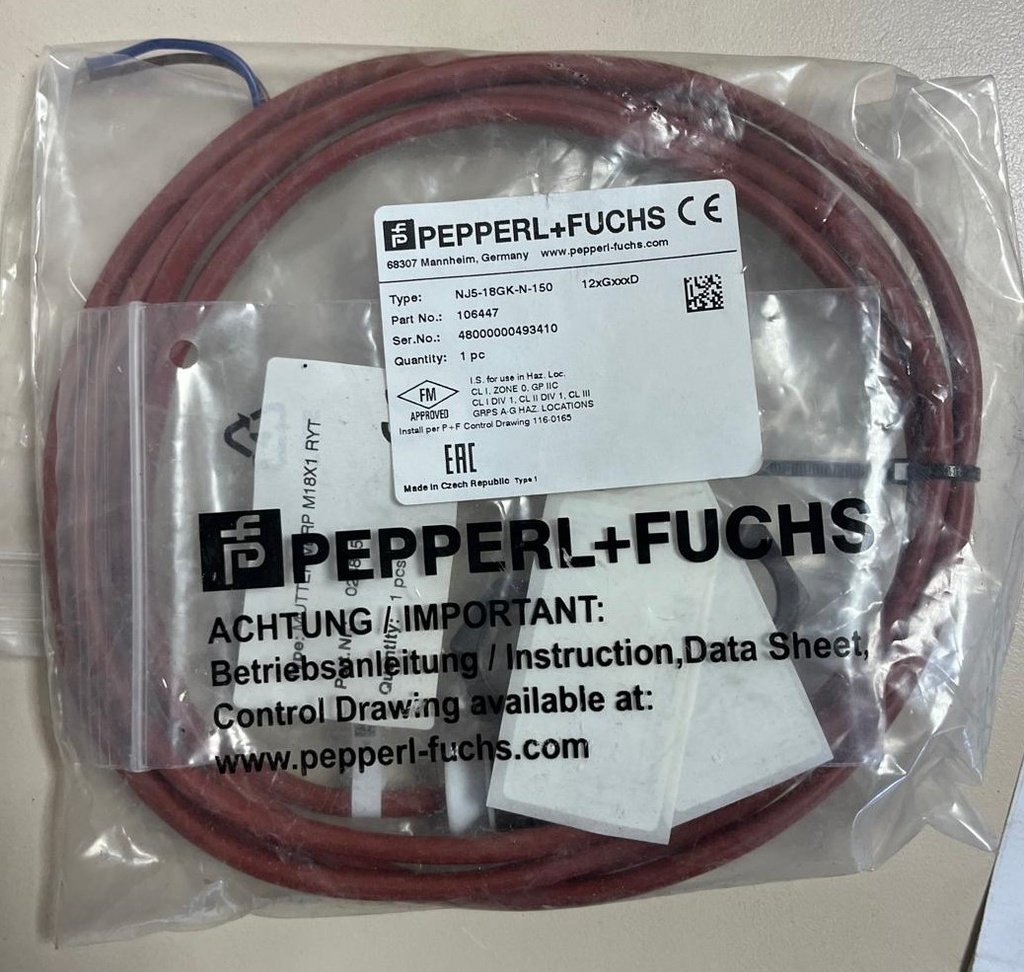 PEPPERL+FUCHS CE
68307 Mannheim, Germany www.pepperl-fuchs.com
Type: NJ5-18GK-N-150 12xGxxxD
Part No.: 106447
Ser.No.: 48000000493410
Quantity: 1 pc
FM
APPROVED
I.S. for use in Haz. Loc.
CL I, ZONE 0, GP IIC
CL I DIV 1, CL II DIV 1, CL III
GRPS A-G HAZ. LOCATIONS
Install per P+F Control Drawing 116-0165
EAC
Made in Czech Republic Type 1
PEPPERL+FUCHS
ACHTUNG / IMPORTANT:
Betriebsanleitung / Instruction,Data Sheet,
Control Drawing available at:
www.pepperl-fuchs.com
M18X1 RYT
Quantity: 1 pcs